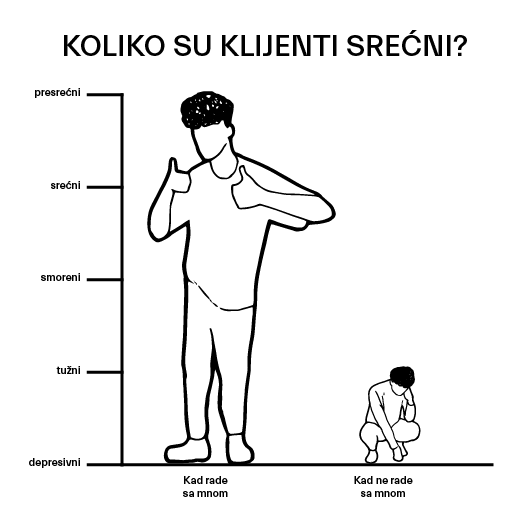 KOLIKO SU KLIJENTI SREĆNI?
presrećni
srećni
smoreni
tužni
depresivni
Kad rade
sa mnom
Kad ne rade
sa mnom